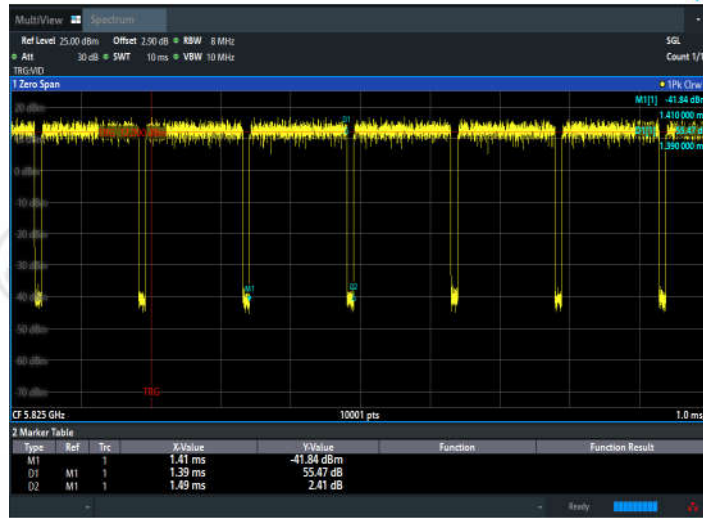 MultiView Spectrum
Ref Level 25.00 dBm Offset 2.90 dB RBW 8 MHz SGL
Att 30 dB SWT 10 ms VBW 10 MHz Count 1/1
TRG:VID
1 Zero Span 1Pk Clrw
M1[1] -41.84 dBm
20 dBm
1.410 000 m
D1 55.47 d
1.390 000 m
0 dBm
-10 dBm
-20 dBm
-30 dBm
M1 D2
-40 dBm
-50 dBm
-60 dBm
-70 dBm TRG
CF 5.825 GHz 10001 pts 1.0 ms
2 Marker Table
Type Ref Trc X-Value Y-Value Function Function Result
M1 1 1.41 ms -41.84 dBm
D1 M1 1 1.39 ms 55.47 dB
D2 M1 1 1.49 ms 2.41 dB
Ready